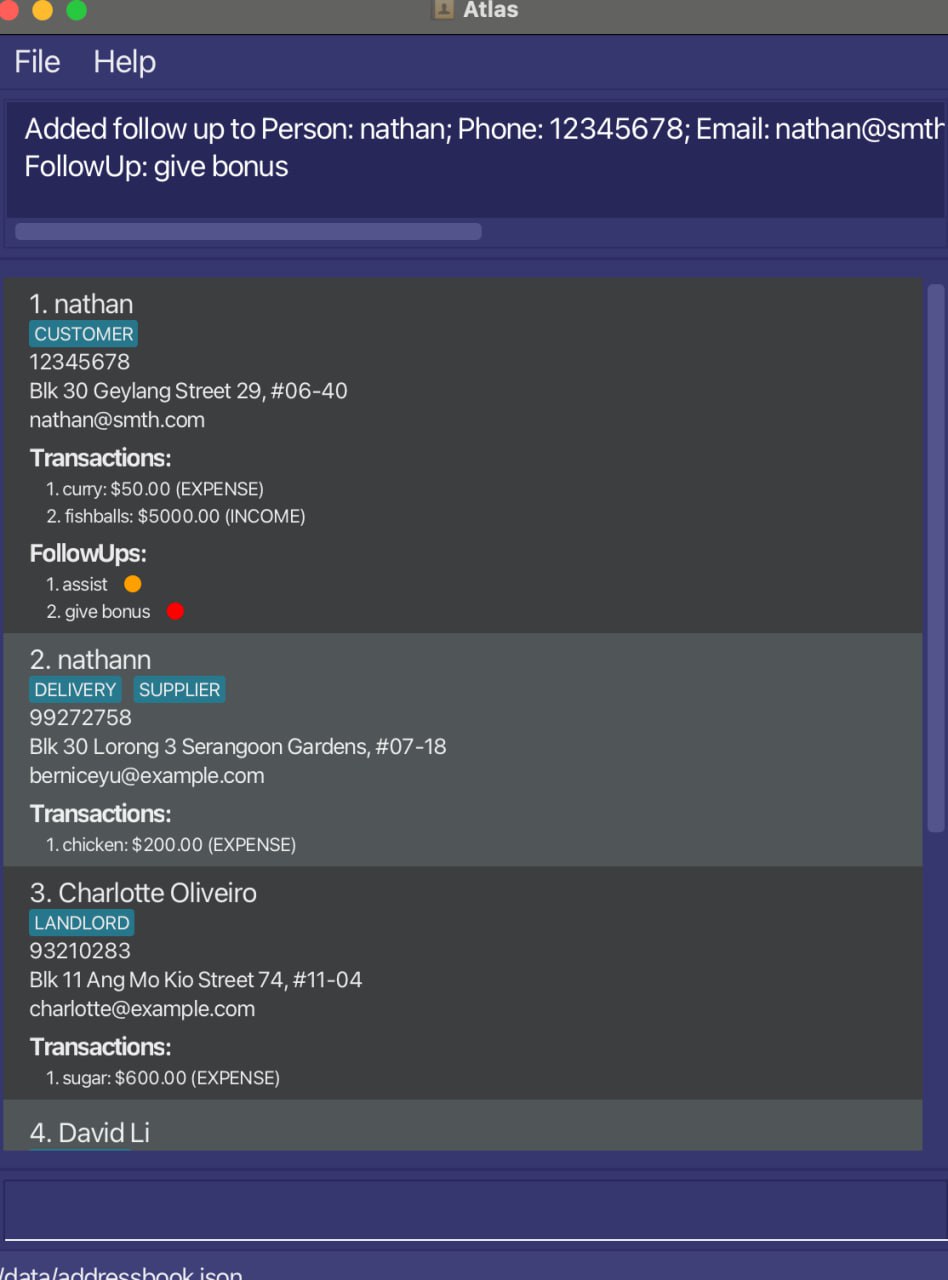 Atlas
File Help
Added follow up to Person: nathan; Phone: 12345678; Email: nathan@smth
FollowUp: give bonus
1. nathan
CUSTOMER
12345678
Blk 30 Geylang Street 29, #06-40
nathan@smth.com
Transactions:
1. curry: $50.00 (EXPENSE)
2. fishballs: $5000.00 (INCOME)
FollowUps:
1. assist
2. give bonus
2. nathann
DELIVERY SUPPLIER
99272758
Blk 30 Lorong 3 Serangoon Gardens, #07-18
berniceyu@example.com
Transactions:
1. chicken: $200.00 (EXPENSE)
3. Charlotte Oliveiro
LANDLORD
93210283
Blk 11 Ang Mo Kio Street 74, #11-04
charlotte@example.com
Transactions:
1. sugar: $600.00 (EXPENSE)
4. David Li
/data/addressbook.json